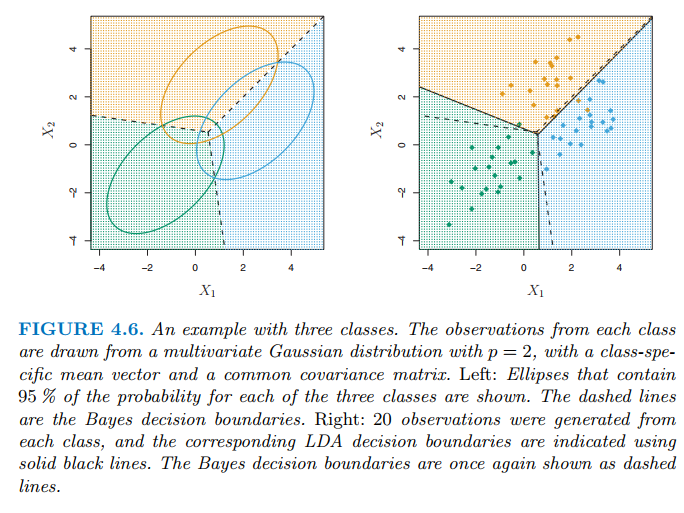 4
2
0
−2
−4
X2
−4
−2
0
2
4
X1
4
2
0
−2
−4
X2
−4
−2
0
2
4
X1
FIGURE 4.6. An example with three classes. The observations from each class
are drawn from a multivariate Gaussian distribution with p = 2, with a class-spe-
cific mean vector and a common covariance matrix. Left: Ellipses that contain
95 % of the probability for each of the three classes are shown. The dashed lines
are the Bayes decision boundaries. Right: 20 observations were generated from
each class, and the corresponding LDA decision boundaries are indicated using
solid black lines. The Bayes decision boundaries are once again shown as dashed
lines.